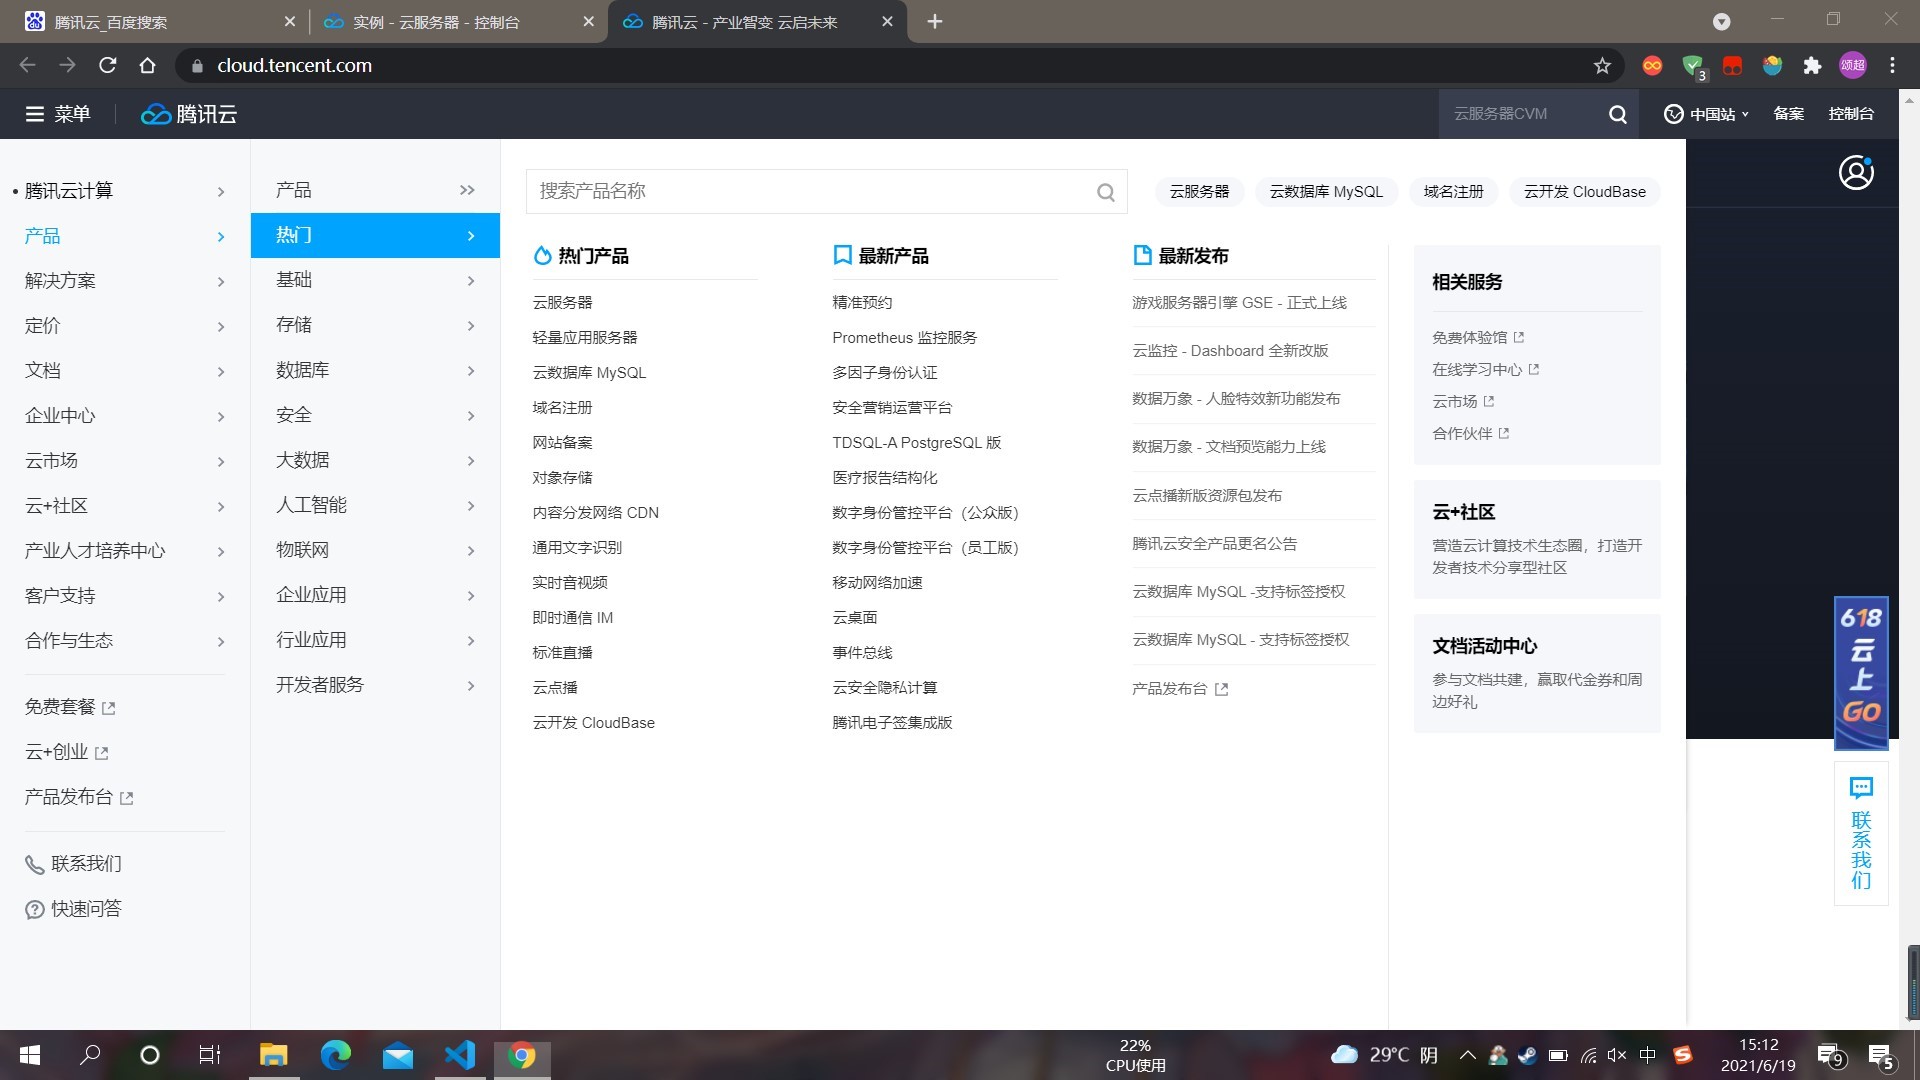 腾讯云_百度搜索
实例 - 云服务器 - 控制台
腾讯云 - 产业智变 云启未来
cloud.tencent.com
3
颂超
菜单
腾讯云
云服务器CVM
中国站
备案
控制台
腾讯云计算
产品
解决方案
定价
文档
企业中心
云市场
云+社区
产业人才培养中心
客户支持
合作与生态
免费套餐
云+创业
产品发布台
联系我们
快速问答
产品
热门
基础
存储
数据库
安全
大数据
人工智能
物联网
企业应用
行业应用
开发者服务
搜索产品名称
云服务器
云数据库 MySQL
域名注册
云开发 CloudBase
热门产品
云服务器
轻量应用服务器
云数据库 MySQL
域名注册
网站备案
对象存储
内容分发网络 CDN
通用文字识别
实时音视频
即时通信 IM
标准直播
云点播
云开发 CloudBase
最新产品
精准预约
Prometheus 监控服务
多因子身份认证
安全营销运营平台
TDSQL-A PostgreSQL 版
医疗报告结构化
数字身份管控平台（公众版）
数字身份管控平台（员工版）
移动网络加速
云桌面
事件总线
云安全隐私计算
腾讯电子签集成版
最新发布
游戏服务器引擎 GSE - 正式上线
云监控 - Dashboard 全新改版
数据万象 - 人脸特效新功能发布
数据万象 - 文档预览能力上线
云点播新版资源包发布
腾讯云安全产品更名公告
云数据库 MySQL -支持标签授权
云数据库 MySQL - 支持标签授权
产品发布台
相关服务
免费体验馆
在线学习中心
云市场
合作伙伴
云+社区
营造云计算技术生态圈，打造开
发者技术分享型社区
文档活动中心
参与文档共建，赢取代金券和周
边好礼
618
云
上
GO
联
系
我
们
22%
CPU使用
29°C 阴
中
15:12
2021/6/19
9
5